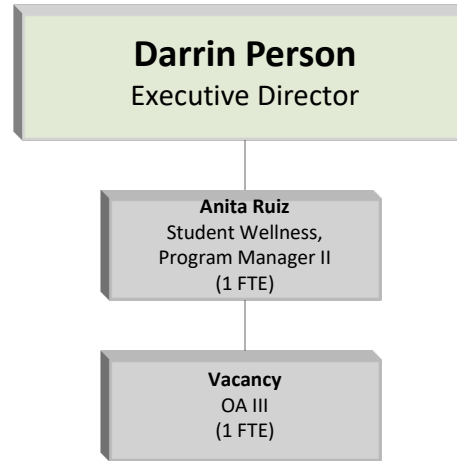 Darrin Person
Executive Director
Anita Ruiz
Student Wellness,
Program Manager II
(1 FTE)
Vacancy
OA III
(1 FTE)